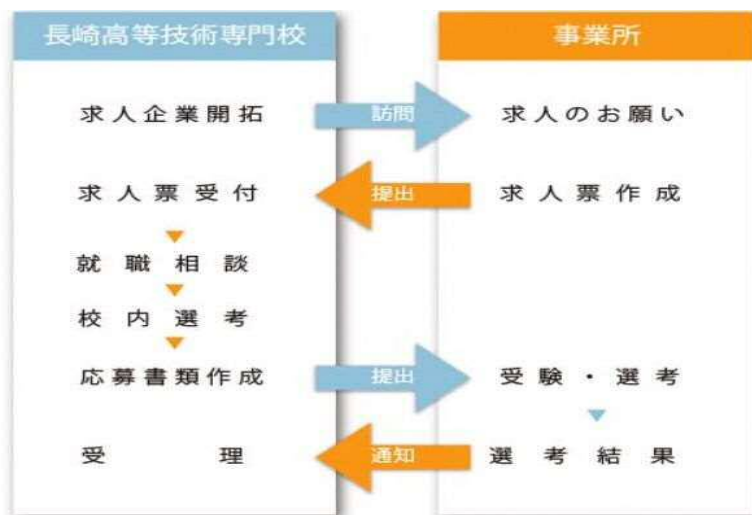 長崎高等技術専門校
事業所
求人企業開拓
訪問
求人のお願い
求人票受付
提出
求人票作成
就職相談
校内選考
応募書類作成
提出
受験・選考
受理
通知
選考結果